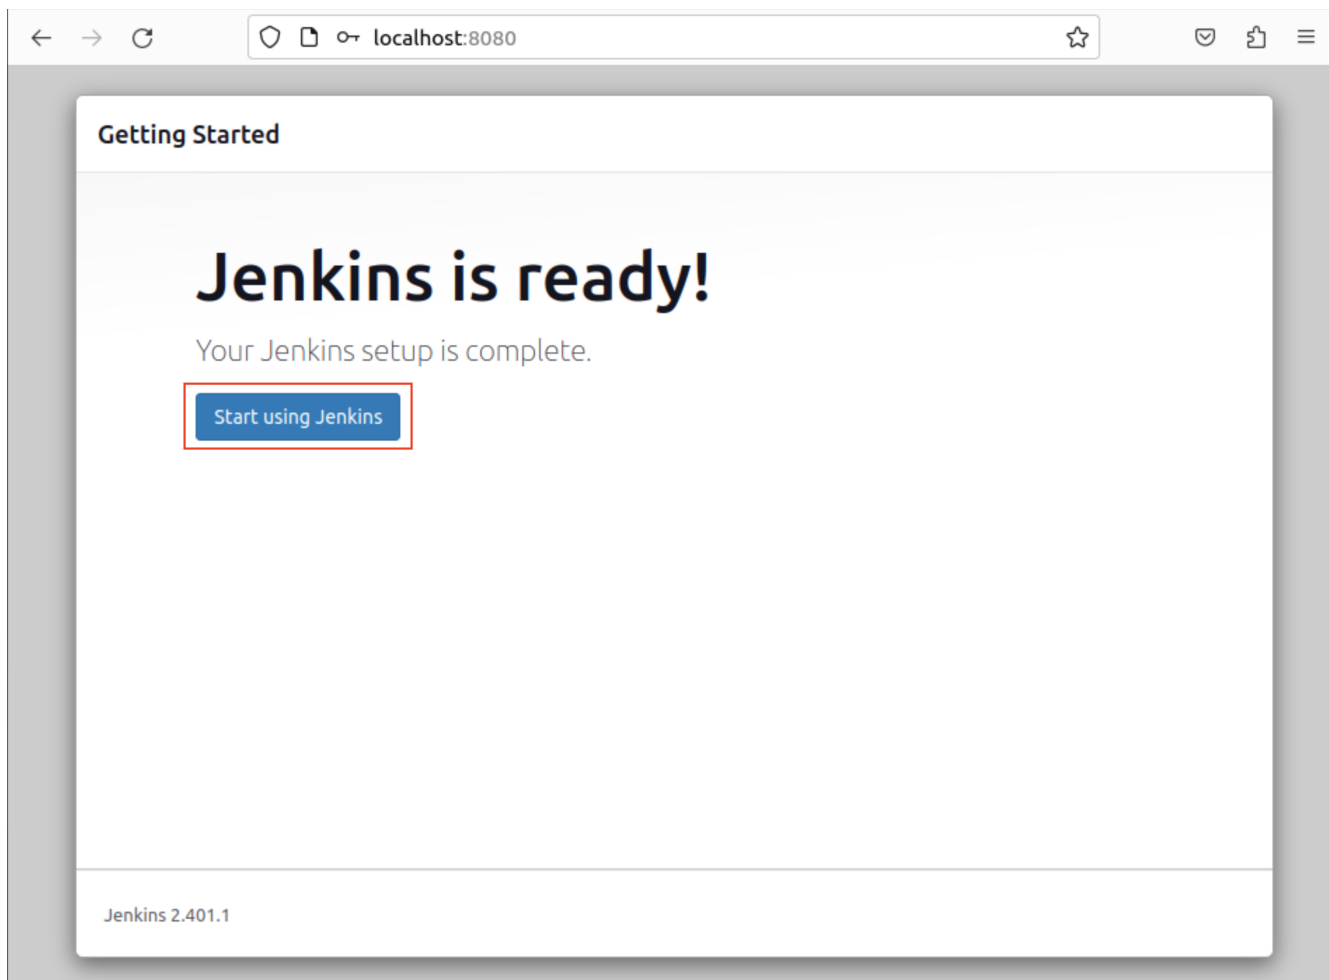 localhost:8080
Getting Started
Jenkins is ready!
Your Jenkins setup is complete.
Start using Jenkins
Jenkins 2.401.1